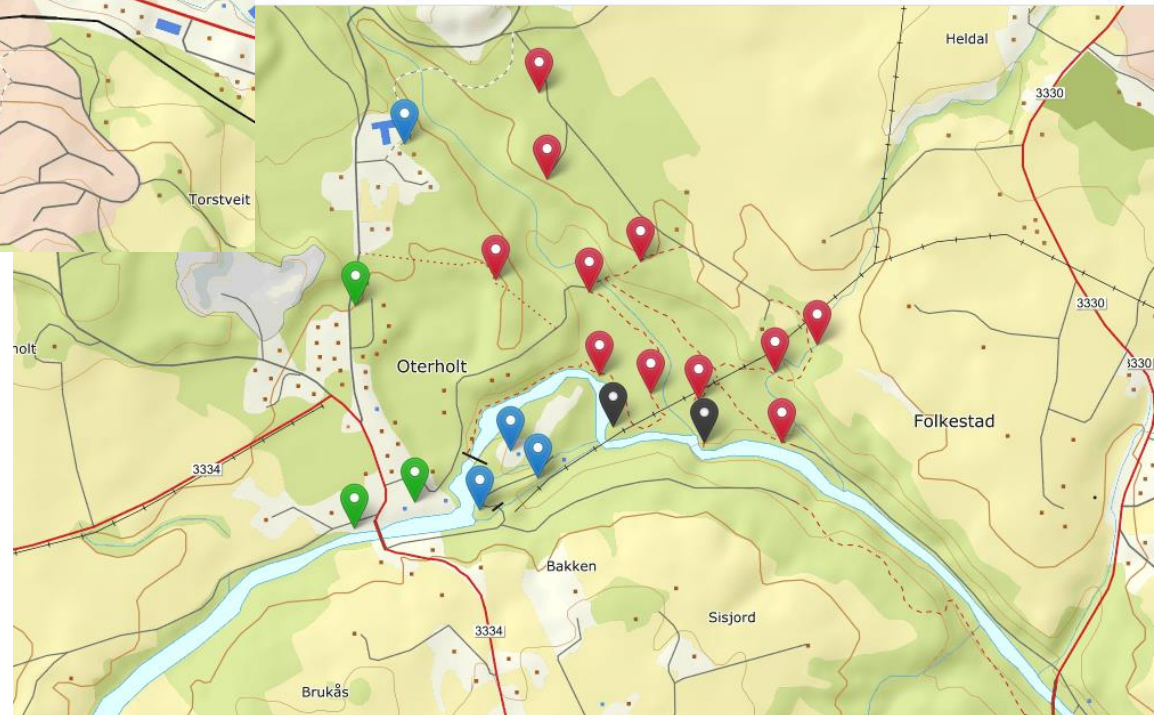 Heldal
3330
Torstveit
3330
holt
Oterholt
3330
Folkestad
3334
Bakken
Sisjord
3334
Brukås